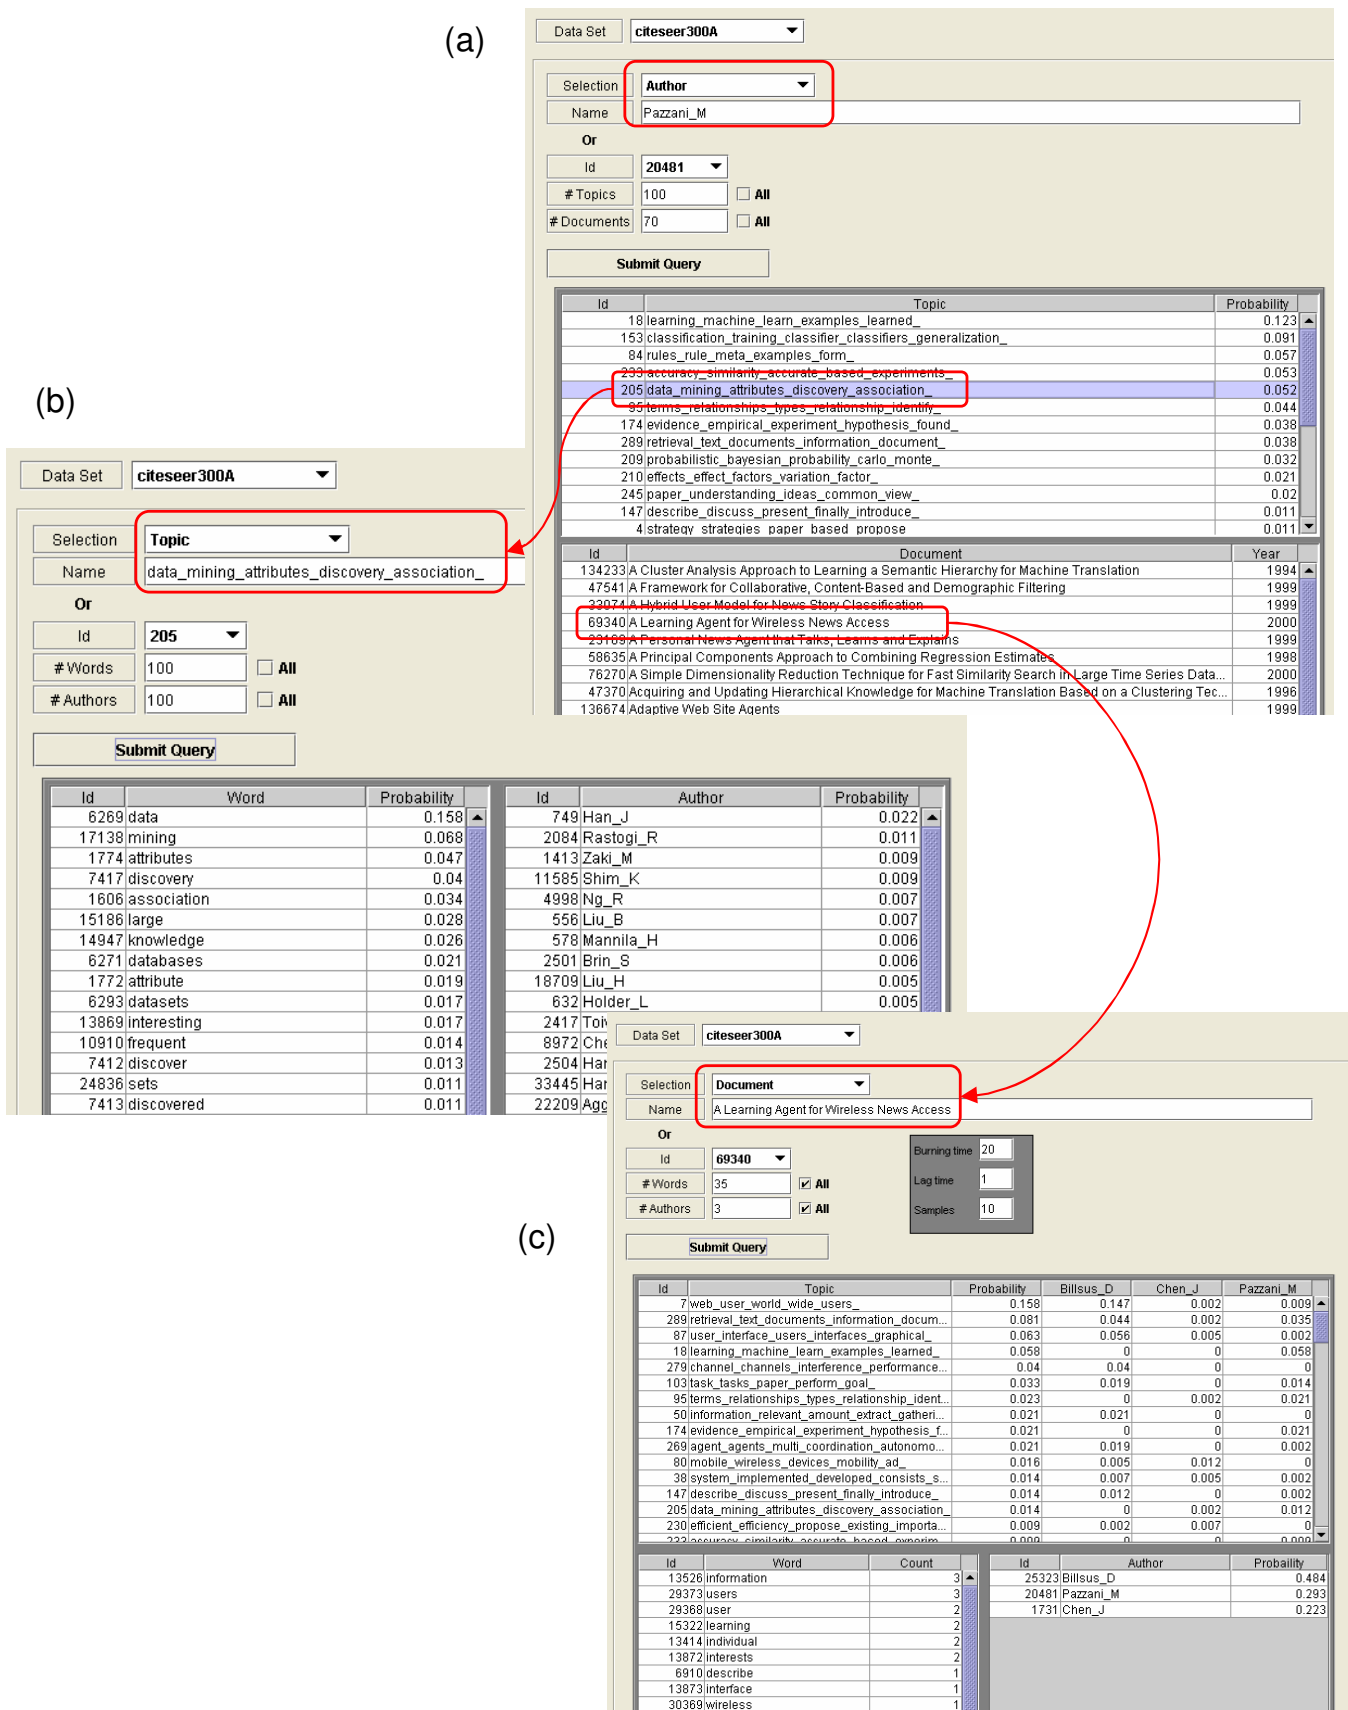 (a)
Data Set citeseer300A
Selection Author
Name Pazzani_M
Or
Id 20481
# Topics 100 All
# Documents 70 All
Submit Query
Id Topic Probability
18 learning_machine_learn_examples_learned_ 0.123
153 classification_training_classifier_classifiers_generalization_ 0.091
84 rules_rule_meta_examples_form_ 0.057
233 accuracy_similarity_accurate_based_experiments_ 0.053
205 data_mining_attributes_discovery_association_ 0.052
95 terms_relationships_types_relationship_identify_ 0.044
174 evidence_empirical_experiment_hypothesis_found_ 0.038
289 retrieval_text_documents_information_document_ 0.038
209 probabilistic_bayesian_probability_carlo_monte_ 0.032
210 effects_effect_factors_variation_factor_ 0.021
245 paper_understanding_ideas_common_view_ 0.02
147 describe_discuss_present_finally_introduce_ 0.011
4 strategy_strategies_paper_based_propose 0.011
Id Document Year
134233 A Cluster Analysis Approach to Learning a Semantic Hierarchy for Machine Translation 1994
47541 A Framework for Collaborative, Content-Based and Demographic Filtering 1999
33074 A Hybrid User Model for News Story Classification 1999
69340 A Learning Agent for Wireless News Access 2000
23169 A Personal News Agent that Talks, Learns and Explains 1999
58635 A Principal Components Approach to Combining Regression Estimates 1998
76270 A Simple Dimensionality Reduction Technique for Fast Similarity Search in Large Time Series Data... 2000
47370 Acquiring and Updating Hierarchical Knowledge for Machine Translation Based on a Clustering Tec... 1996
136674 Adaptive Web Site Agents 1999
(b)
Data Set citeseer300A
Selection Topic
Name data_mining_attributes_discovery_association_
Or
Id 205
# Words 100 All
# Authors 100 All
Submit Query
Id Word Probability Id Author Probability
6269 data 0.158 749 Han_J 0.022
17138 mining 0.068 2084 Rastogi_R 0.011
1774 attributes 0.047 1413 Zaki_M 0.009
7417 discovery 0.04 11585 Shim_K 0.009
1606 association 0.034 4998 Ng_R 0.007
15186 large 0.028 556 Liu_B 0.007
14947 knowledge 0.026 578 Mannila_H 0.006
6271 databases 0.021 2501 Brin_S 0.006
1772 attribute 0.019 18709 Liu_H 0.005
6293 datasets 0.017 632 Holder_L 0.005
13869 interesting 0.017 2417 Toiv
10910 frequent 0.014 8972 Che
7412 discover 0.013 2504 Har
24836 sets 0.011 33445 Har
7413 discovered 0.011 22209 Agg
(c)
Data Set citeseer300A
Selection Document
Name A Learning Agent for Wireless News Access
Or
Id 69340
# Words 35 All
# Authors 3 All
Burning time 20
Lag time 1
Samples 10
Submit Query
Id Topic Probability Billsus_D Chen_J Pazzani_M
7 web_user_world_wide_users_ 0.158 0.147 0.002 0.009
289 retrieval_text_documents_information_docum... 0.081 0.044 0.002 0.035
87 user_interface_users_interfaces_graphical_ 0.063 0.056 0.005 0.002
18 learning_machine_learn_examples_learned_ 0.058 0 0 0.058
279 channel_channels_interference_performance... 0.04 0.04 0 0
103 task_tasks_paper_perform_goal_ 0.033 0.019 0 0.014
95 terms_relationships_types_relationship_ident... 0.023 0 0.002 0.021
50 information_relevant_amount_extract_gatheri... 0.021 0.021 0 0
174 evidence_empirical_experiment_hypothesis_f... 0.021 0 0 0.021
269 agent_agents_multi_coordination_autonomo... 0.021 0.019 0 0.002
80 mobile_wireless_devices_mobility_ad_ 0.016 0.005 0.012 0
38 system_implemented_developed_consists_s... 0.014 0.007 0.005 0.002
147 describe_discuss_present_finally_introduce_ 0.014 0.012 0 0.002
205 data_mining_attributes_discovery_association_ 0.014 0 0.002 0.012
230 efficient_efficiency_propose_existing_importa... 0.009 0.002 0.007 0
233 accuracy_similarity_accurate_based_experim... 0.009 0 0 0.009
Id Word Count Id Author Probaility
13526 information 3 25323 Billsus_D 0.484
29373 users 3 20481 Pazzani_M 0.293
29368 user 2 1731 Chen_J 0.223
15322 learning 2
13414 individual 2
13872 interests 2
6910 describe 1
13873 interface 1
30369 wireless 1